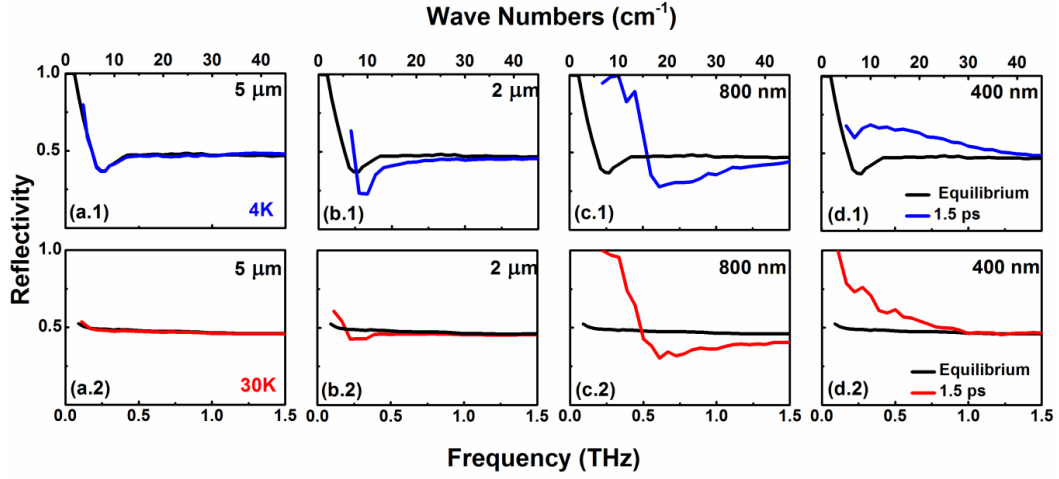 Wave Numbers (cm⁻¹)
0 10 20 30 40 0 10 20 30 40 0 10 20 30 40 0 10 20 30 40
1.0 5 μm 2 μm 800 nm 400 nm
0.5
(a.1) 4K (b.1) (c.1) (d.1) Equilibrium
1.5 ps
Reflectivity
1.0 5 μm 2 μm 800 nm 400 nm
0.5
(a.2) 30K (b.2) (c.2) (d.2) Equilibrium
1.5 ps
0.0 0.5 1.0 1.5 0.0 0.5 1.0 1.5 0.0 0.5 1.0 1.5 0.0 0.5 1.0 1.5
Frequency (THz)